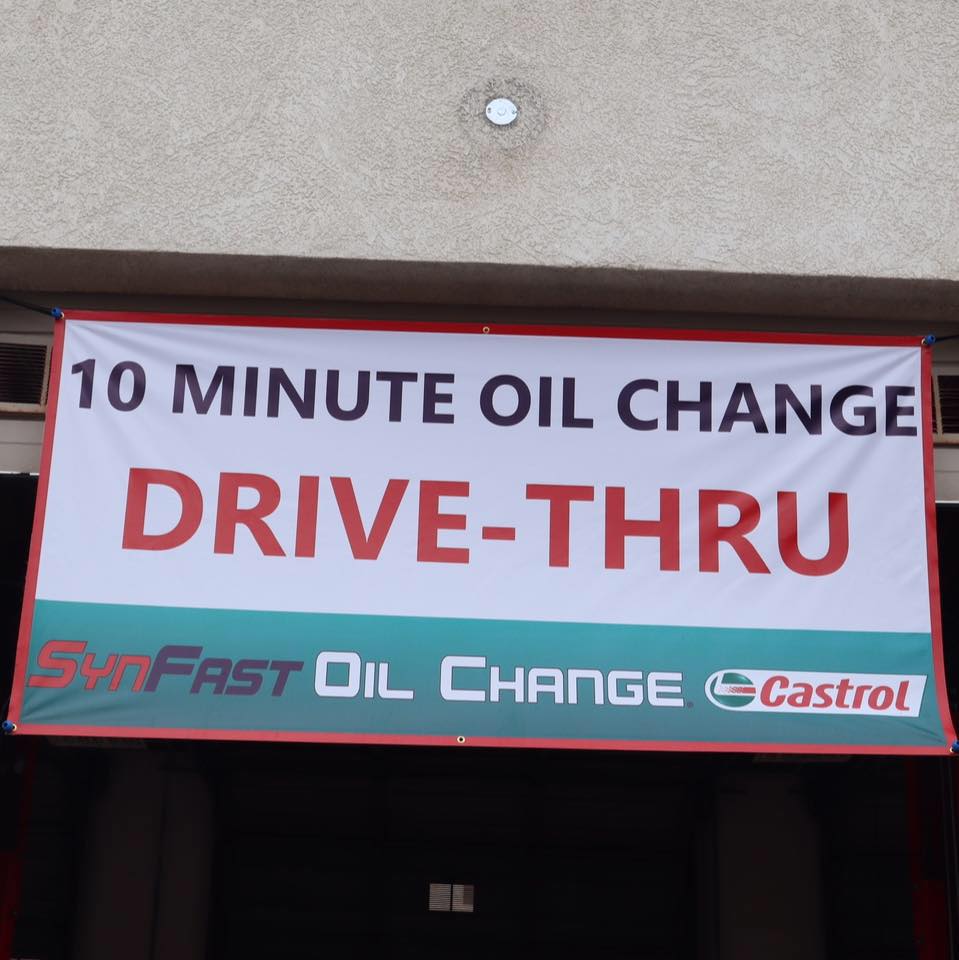 10 MINUTE OIL CHANGE
DRIVE-THRU
SYNFAST OIL CHANGE® Castrol